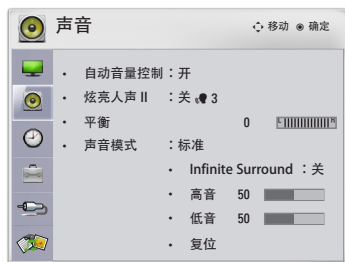 声音
移动 确定
• 自动音量控制：开
• 炫亮人声 II ：关 3
• 平衡 0 L R
• 声音模式 ：标准
• Infinite Surround ：关
• 高音 50
• 低音 50
• 复位